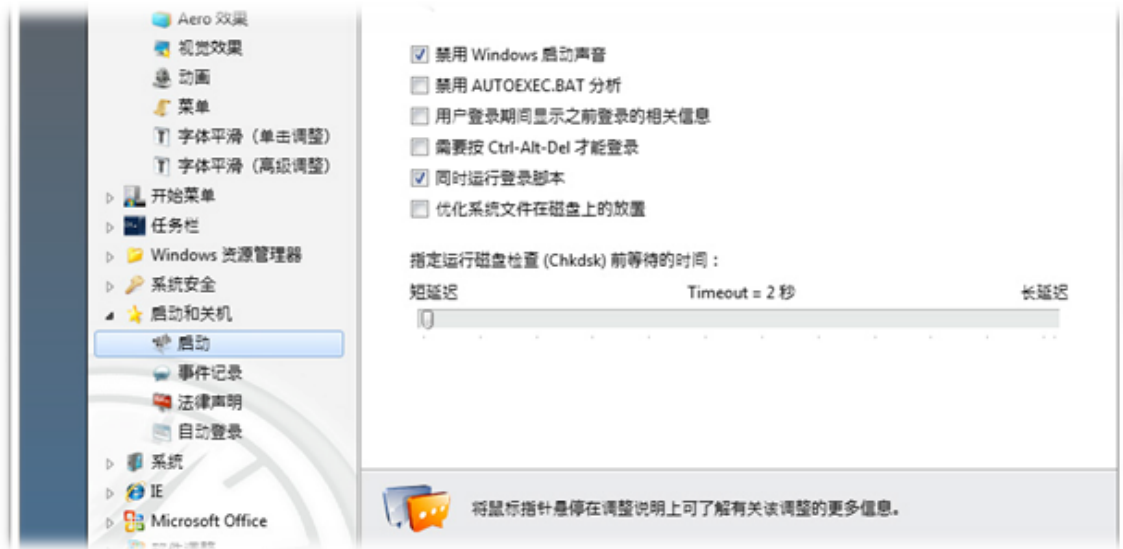 Aero 效果
视觉效果
动画
菜单
字体平滑（单击调整）
字体平滑（高级调整）
开始菜单
任务栏
Windows 资源管理器
系统安全
启动和关机
启动
事件记录
法律声明
自动登录
系统
IE
Microsoft Office
禁用 Windows 启动声音
禁用 AUTOEXEC.BAT 分析
用户登录期间显示之前登录的相关信息
需要按 Ctrl-Alt-Del 才能登录
同时运行登录脚本
优化系统文件在磁盘上的放置
指定运行磁盘检查 (Chkdsk) 前等待的时间：
短延迟 Timeout = 2 秒 长延迟
将鼠标指针悬停在调整说明上可了解有关该调整的更多信息。